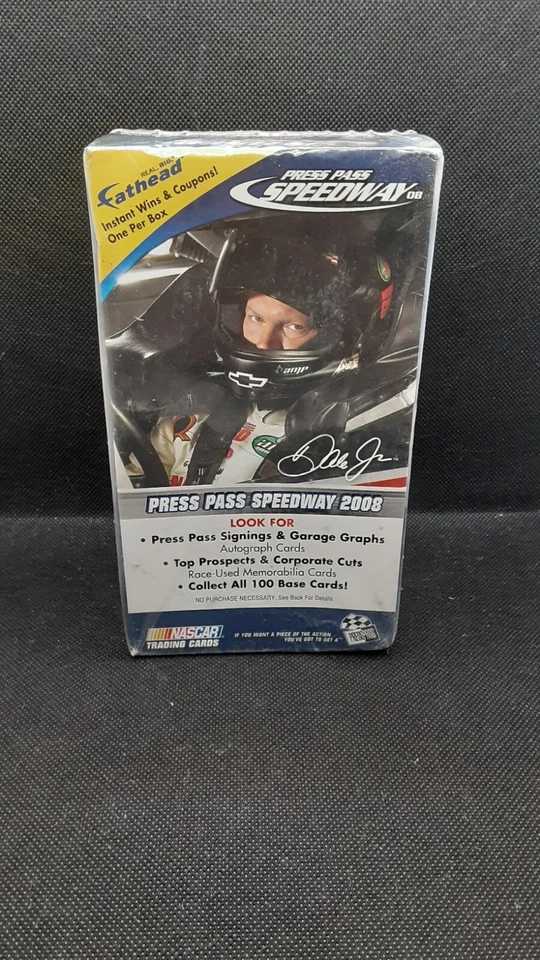 REAL. BIG.
Fathead
Instant Wins & Coupons!
One Per Box
PRESS PASS
SPEEDWAY 08
amp
Dale Jr.
PRESS PASS SPEEDWAY 2008
LOOK FOR
• Press Pass Signings & Garage Graphs
Autograph Cards
• Top Prospects & Corporate Cuts
Race-Used Memorabilia Cards
• Collect All 100 Base Cards!
NO PURCHASE NECESSARY, See Back For Details
NASCAR
TRADING CARDS
IF YOU WANT A PIECE OF THE ACTION
YOU'VE GOT TO GET A™
PRESS PASS